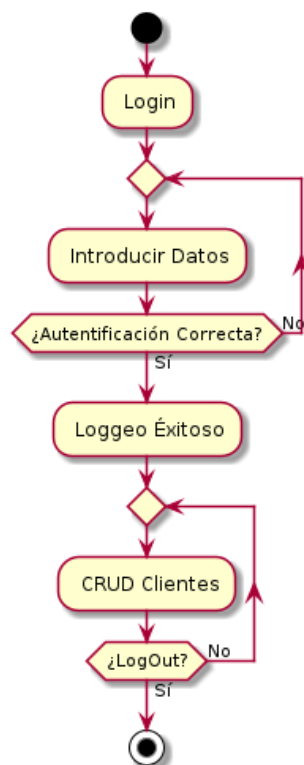 Login
Introducir Datos
¿Autentificación Correcta?
No
Sí
Loggeo Éxitoso
CRUD Clientes
¿LogOut?
No
Sí